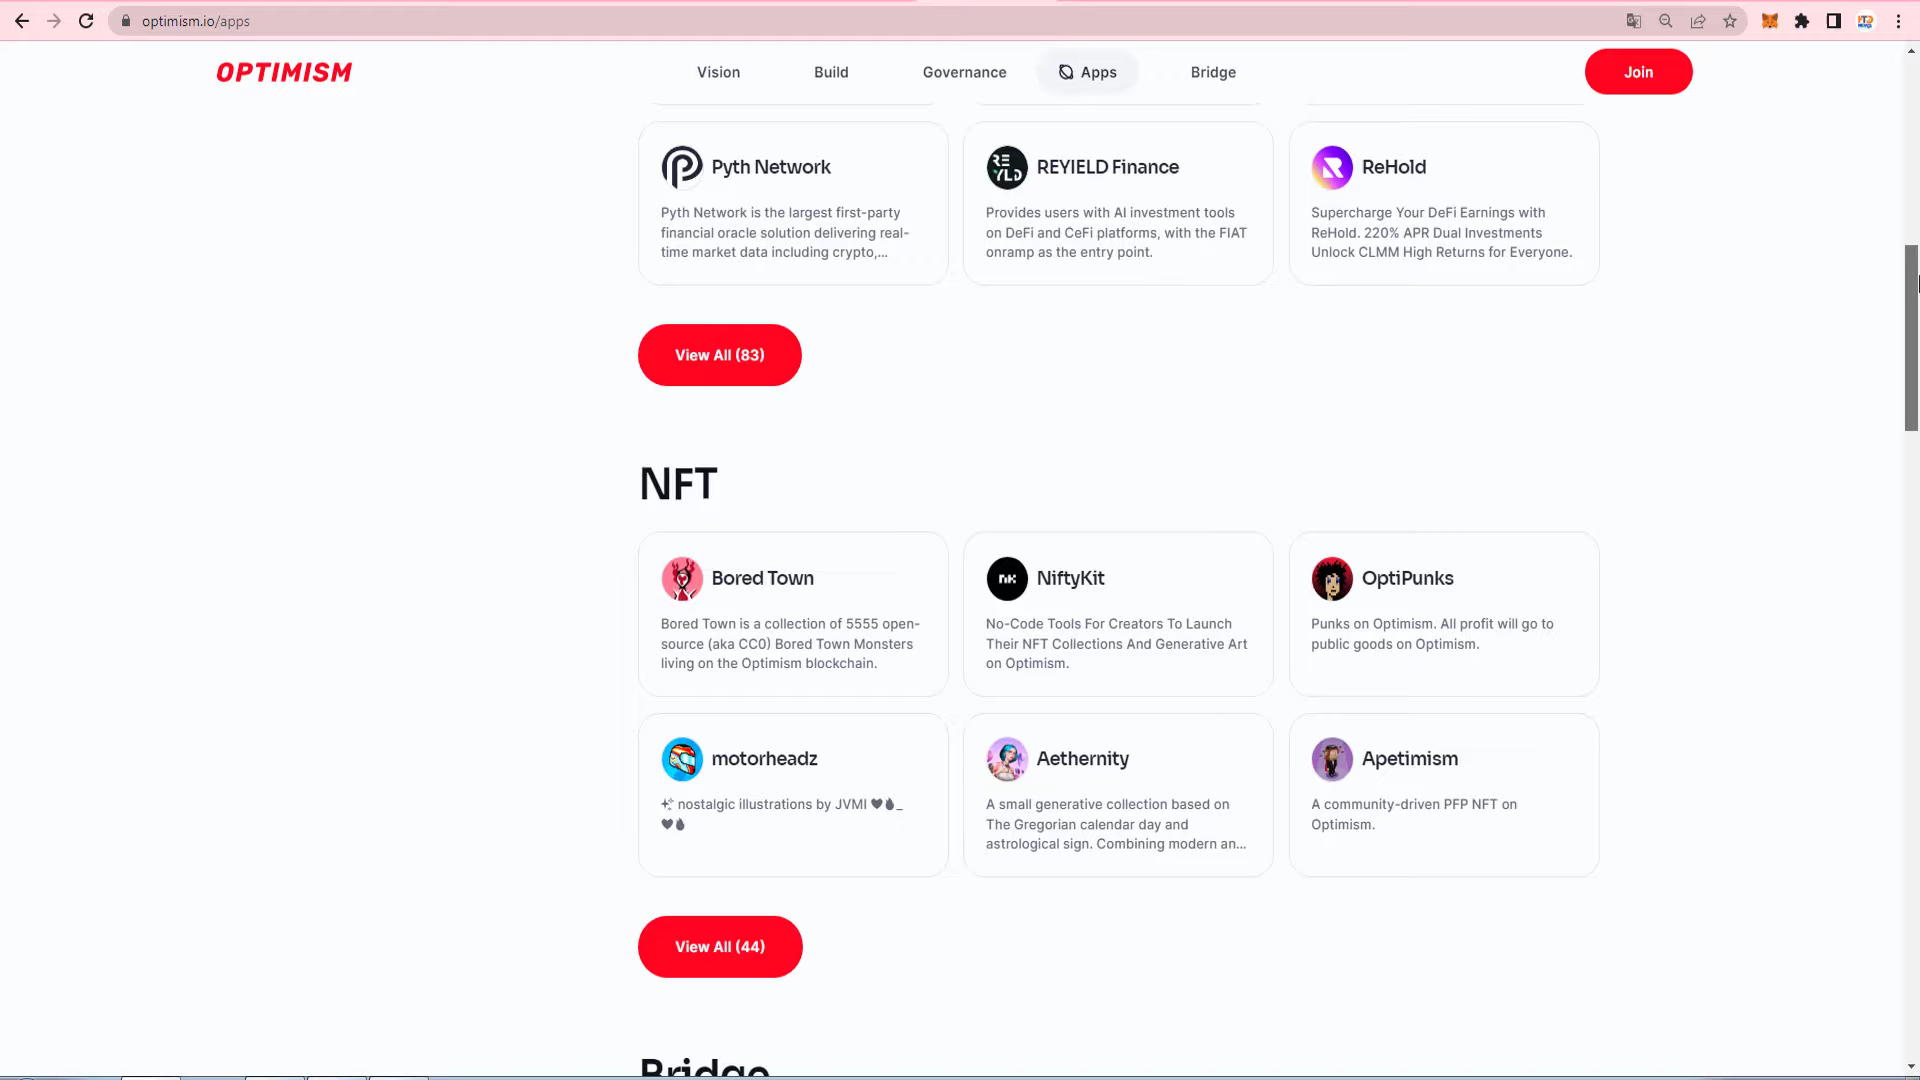 optimism.io/apps
OPTIMISM
Vision
Build
Governance
Apps
Bridge
Join
Pyth Network
Pyth Network is the largest first-party
financial oracle solution delivering real-
time market data including crypto,...
REYIELD Finance
Provides users with AI investment tools
on DeFi and CeFi platforms, with the FIAT
onramp as the entry point.
ReHold
Supercharge Your DeFi Earnings with
ReHold. 220% APR Dual Investments
Unlock CLMM High Returns for Everyone.
View All (83)
NFT
Bored Town
Bored Town is a collection of 5555 open-
source (aka CC0) Bored Town Monsters
living on the Optimism blockchain.
NiftyKit
No-Code Tools For Creators To Launch
Their NFT Collections And Generative Art
on Optimism.
OptiPunks
Punks on Optimism. All profit will go to
public goods on Optimism.
motorheadz
✨ nostalgic illustrations by JVMI ♥🔥_
♥🔥
Aethernity
A small generative collection based on
The Gregorian calendar day and
astrological sign. Combining modern an...
Apetimism
A community-driven PFP NFT on
Optimism.
View All (44)
Bridge